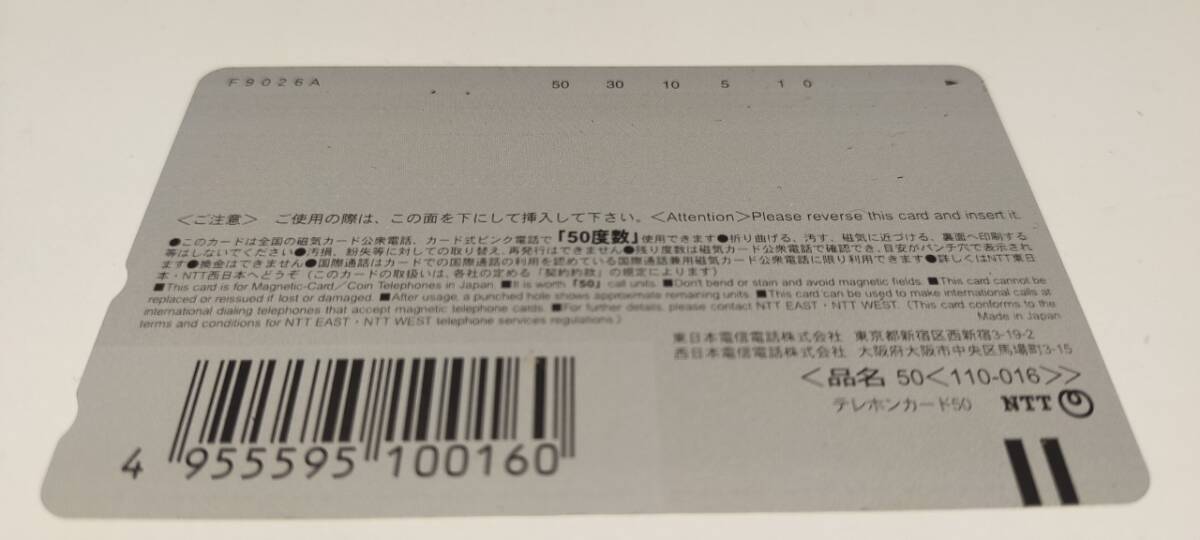 F9026A 50 30 10 5 1 0
＜ご注意＞ ご使用の際は、この面を下にして挿入して下さい。＜Attention＞Please reverse this card and insert it.
●このカードは全国の磁気カード公衆電話、カード式ピンク電話で「50度数」使用できます●折り曲げる、汚す、磁気に近づける、裏面へ印刷する
等はしないでください●汚損、紛失等に対しての取り替え、再発行はできません●残り度数は磁気カード公衆電話で確認でき、目安がパンチ穴で表示され
ます●換金はできません●国際通話はカードでの国際通話の利用を認めている国際通話兼用磁気カード公衆電話に限り利用できます●詳しくはNTT東日
本・NTT西日本へどうぞ（このカードの取扱いは、各社の定める「契約約款」の規定によります）
■This card is for Magnetic-Card／Coin Telephones in Japan. ■It is worth「50」call units. ■Don't bend or stain and avoid magnetic fields. ■This card cannot be
replaced or reissued if lost or damaged. ■After usage, a punched hole shows approximate remaining units. ■This card can be used to make international calls at
international dialing telephones that accept magnetic telephone cards. ■For further details, please contact NTT EAST・NTT WEST.（This card conforms to the
terms and conditions for NTT EAST・NTT WEST telephone services regulations.） Made in Japan
東日本電信電話株式会社 東京都新宿区西新宿3-19-2
西日本電信電話株式会社 大阪府大阪市中央区馬場町3-15
＜品名 50＜110-016＞＞
テレホンカード50 NTT
4 955595 100160